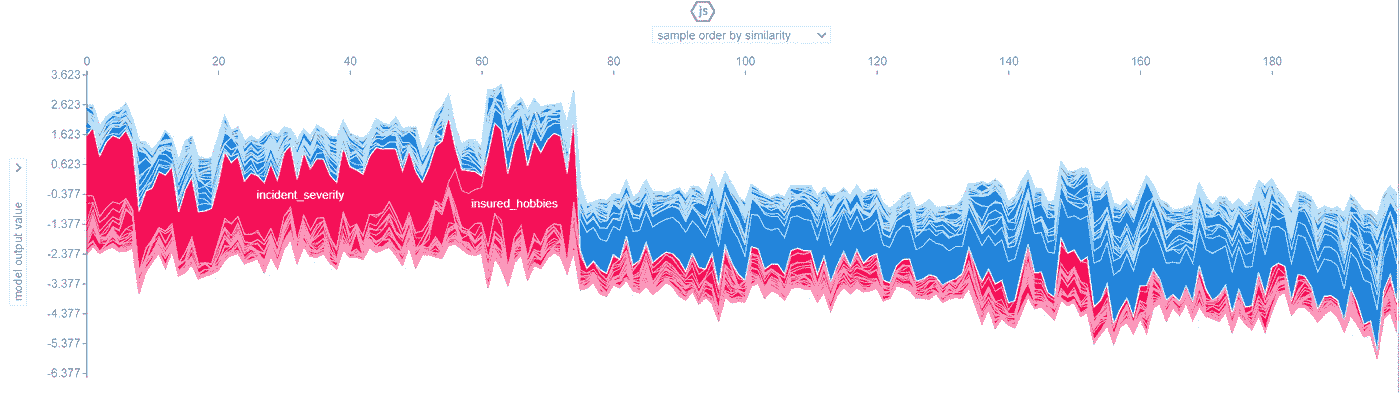 js
sample order by similarity
0 20 40 60 80 100 120 140 160 180
3.623
2.623
1.623
0.623
-0.377
-1.377
-2.377
-3.377
-4.377
-5.377
-6.377
model output value
incident_severity
insured_hobbies